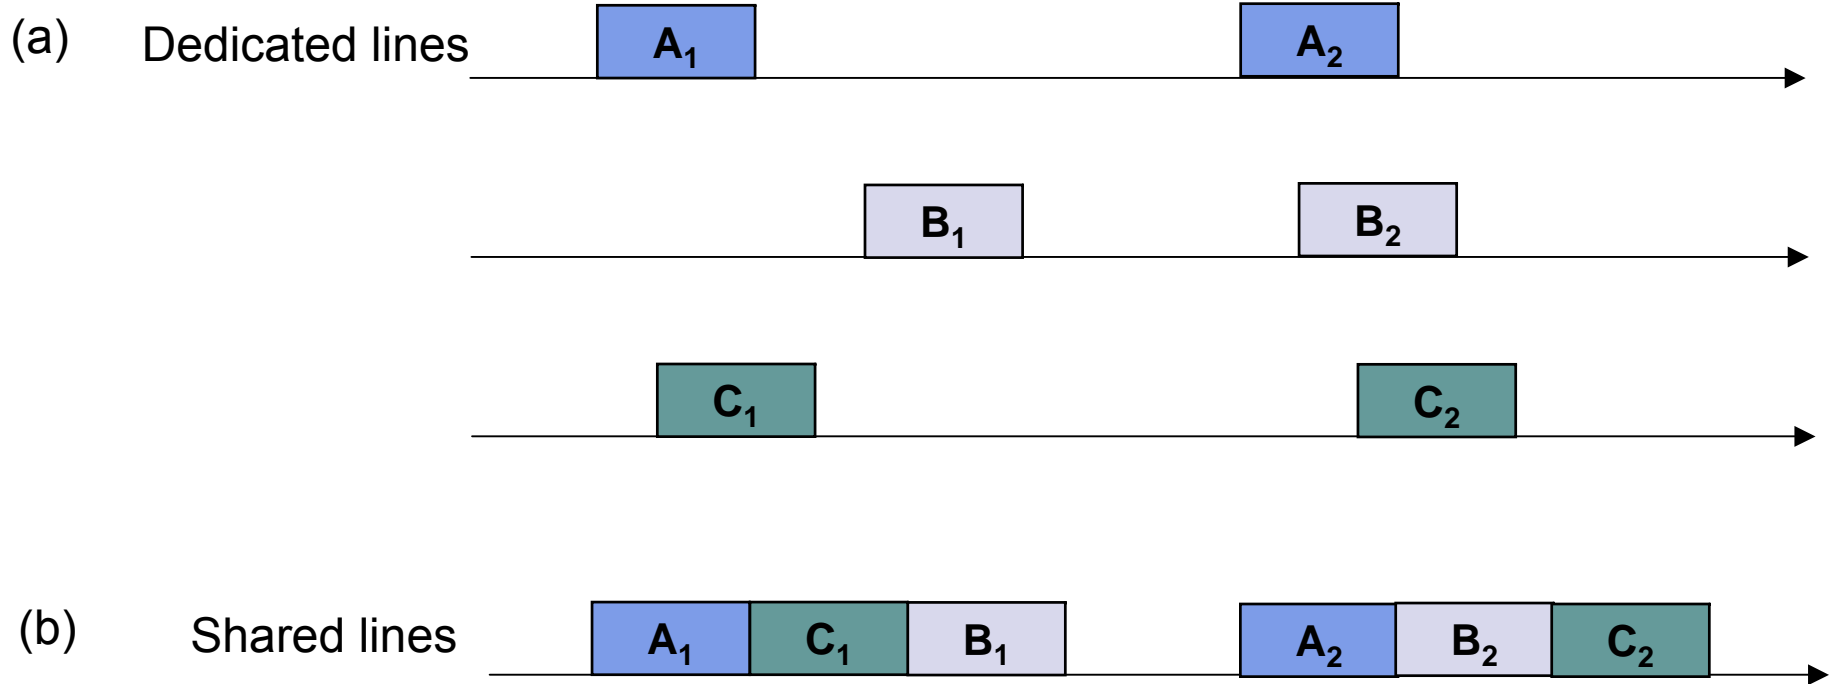 (a) Dedicated lines A₁ A₂
B₁ B₂
C₁ C₂
(b) Shared lines A₁ C₁ B₁ A₂ B₂ C₂